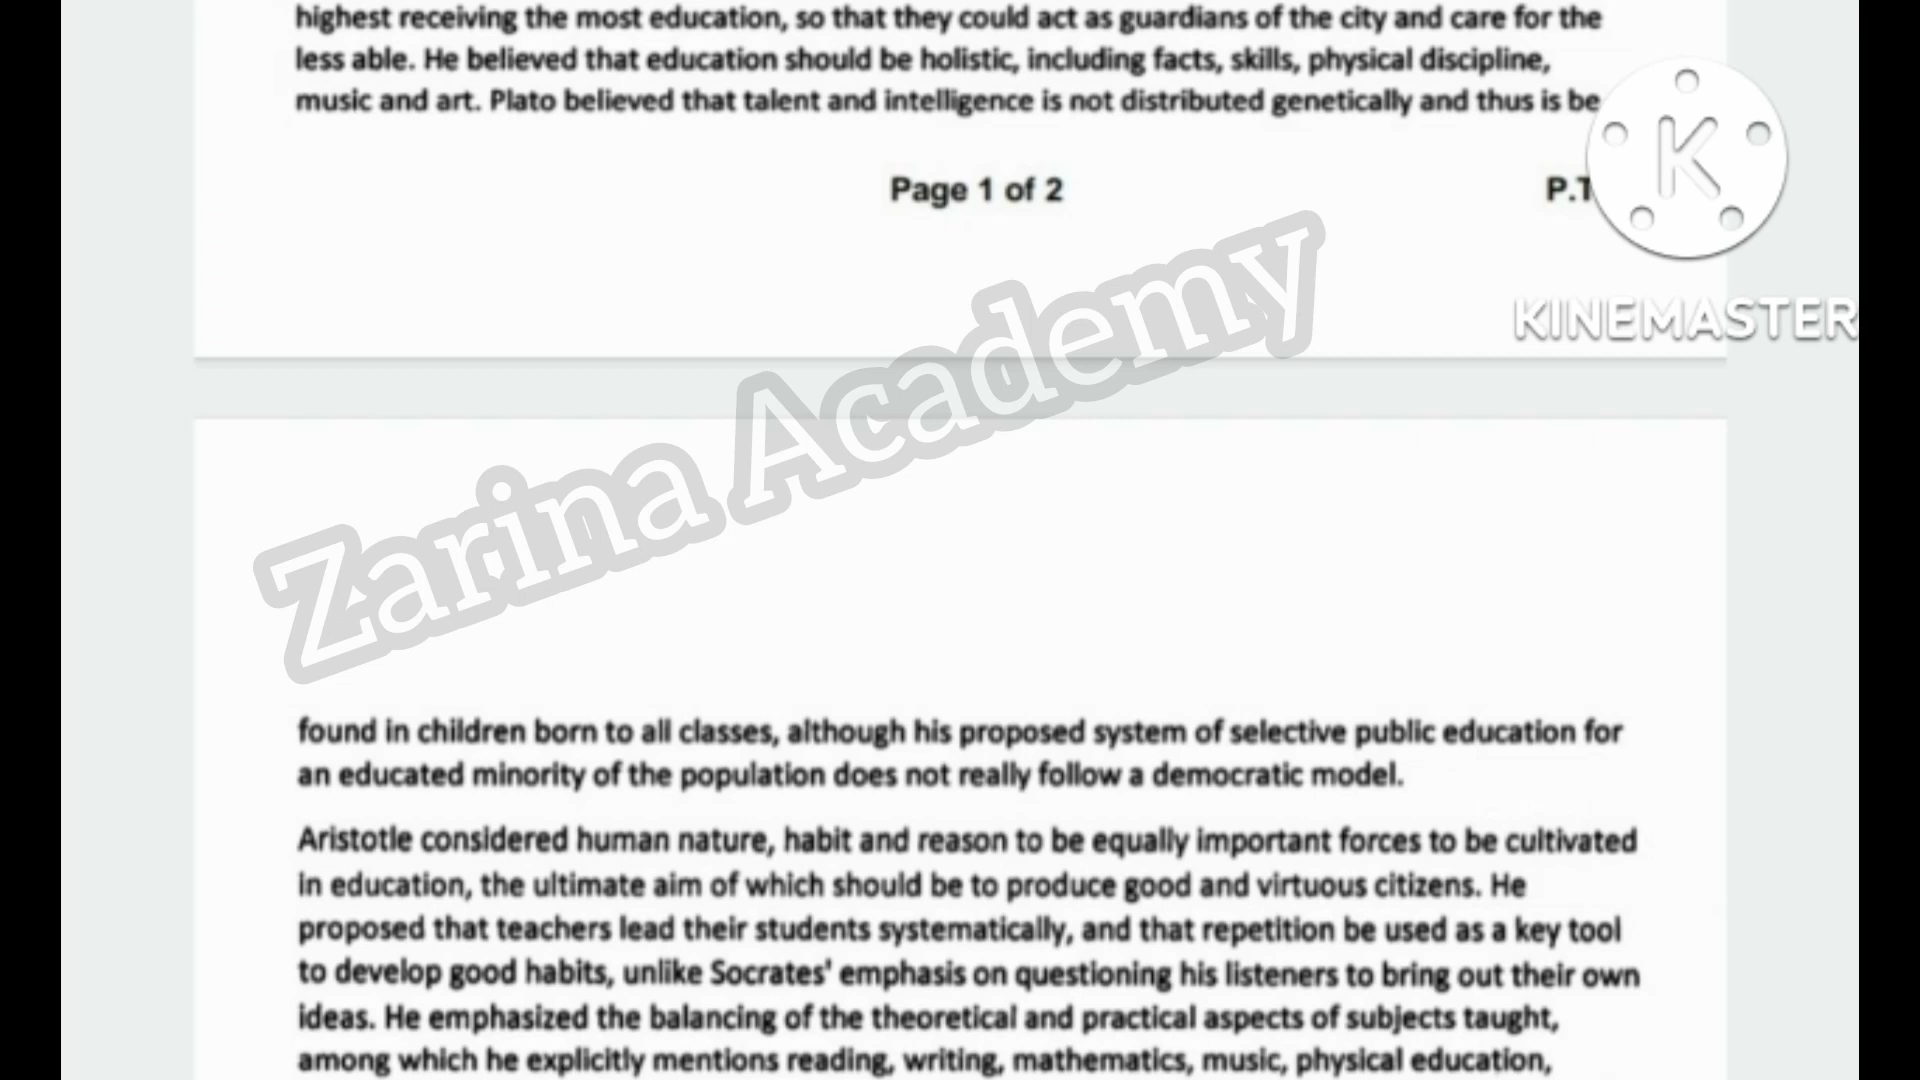 highest receiving the most education, so that they could act as guardians of the city and care for the
less able. He believed that education should be holistic, including facts, skills, physical discipline,
music and art. Plato believed that talent and intelligence is not distributed genetically and thus is be
Page 1 of 2
P.T
K
KINEMASTER
Zarina Academy
found in children born to all classes, although his proposed system of selective public education for
an educated minority of the population does not really follow a democratic model.
Aristotle considered human nature, habit and reason to be equally important forces to be cultivated
in education, the ultimate aim of which should be to produce good and virtuous citizens. He
proposed that teachers lead their students systematically, and that repetition be used as a key tool
to develop good habits, unlike Socrates' emphasis on questioning his listeners to bring out their own
ideas. He emphasized the balancing of the theoretical and practical aspects of subjects taught,
among which he explicitly mentions reading, writing, mathematics, music, physical education,